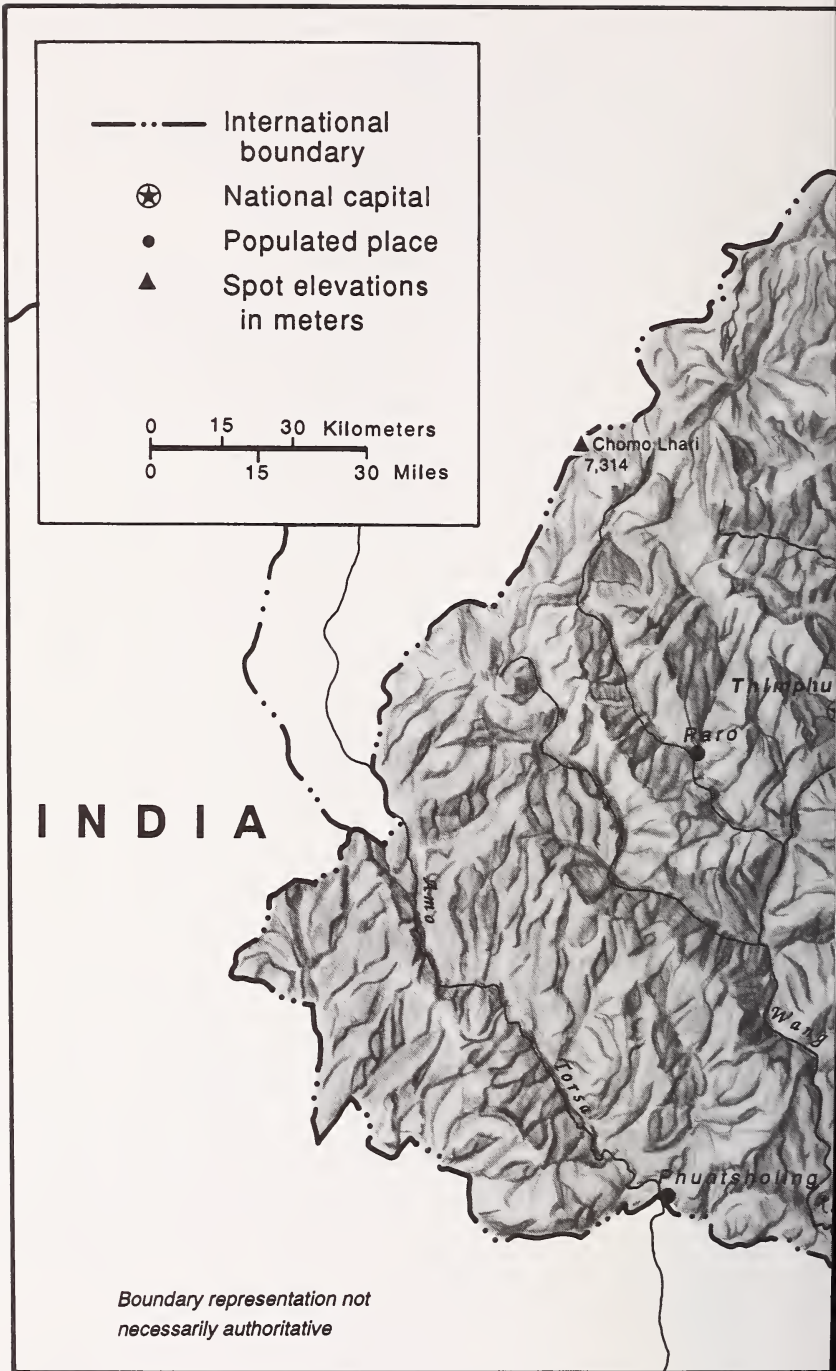 International
boundary
National capital
Populated place
Spot elevations
in meters
0 15 30 Kilometers
0 15 30 Miles
Chomo Lhari
7,314
Thimphu
Paro
INDIA
Amo
Wang
Torsa
Phuntsholing
Boundary representation not
necessarily authoritative